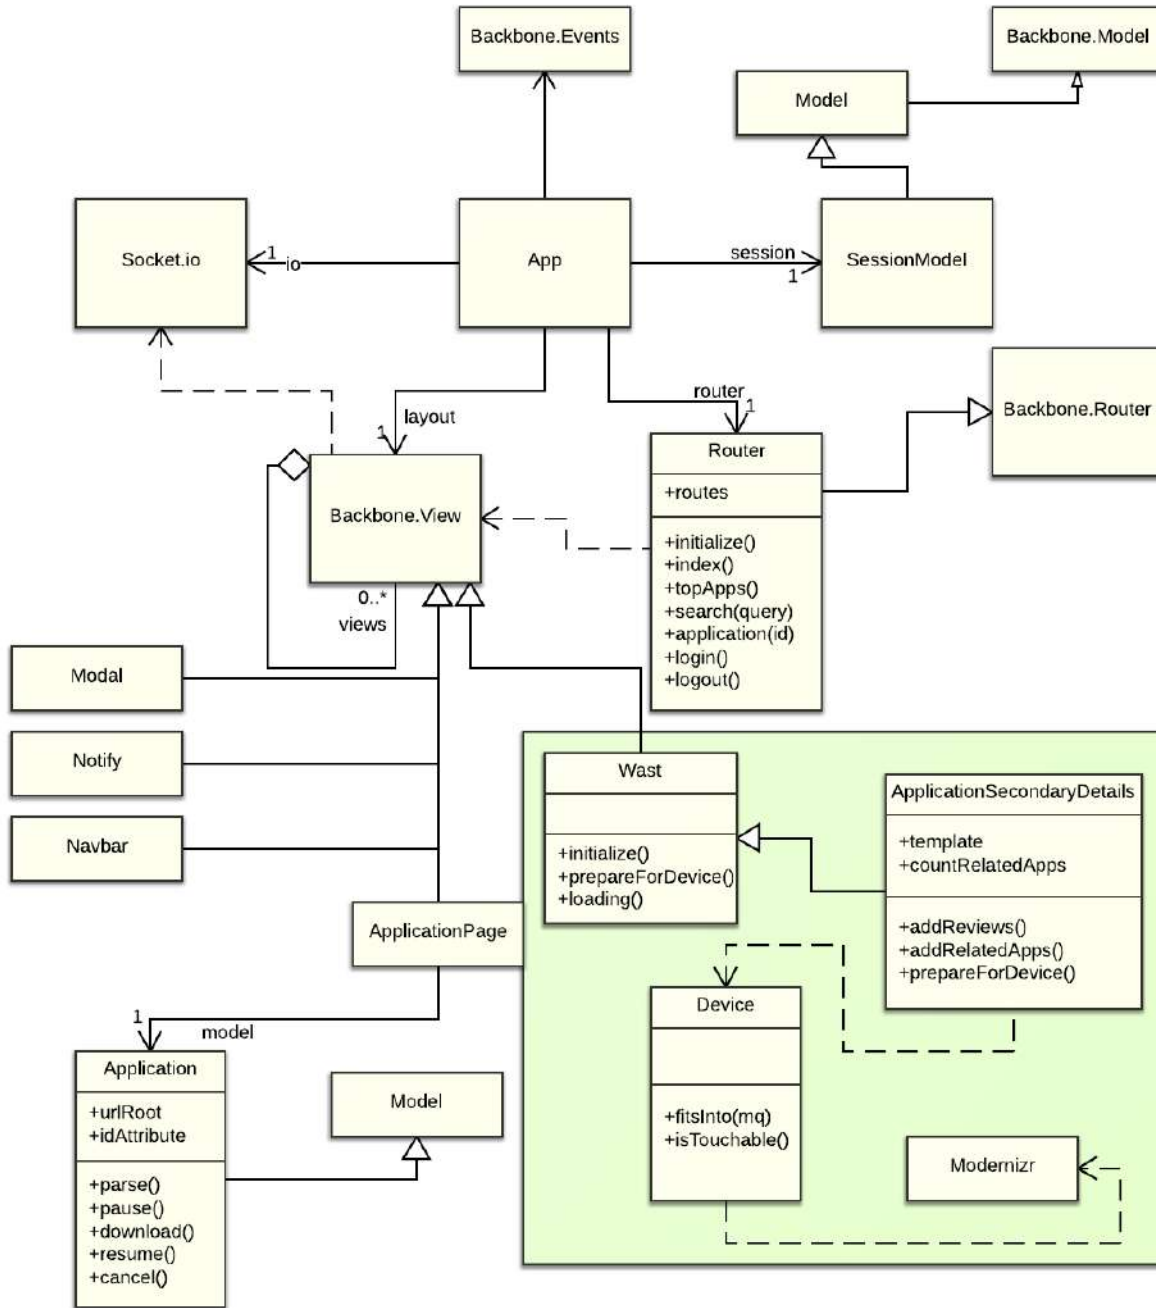 Backbone.Events
Backbone.Model
Model
Socket.io
1
io
App
session
1
SessionModel
layout
1
router
1
Backbone.Router
Backbone.View
0..*
views
Router
+routes
+initialize()
+index()
+topApps()
+search(query)
+application(id)
+login()
+logout()
Modal
Notify
Navbar
ApplicationPage
Wast
+initialize()
+prepareForDevice()
+loading()
ApplicationSecondaryDetails
+template
+countRelatedApps
+addReviews()
+addRelatedApps()
+prepareForDevice()
Device
+fitsInto(mq)
+isTouchable()
Modernizr
1
model
Application
+urlRoot
+idAttribute
+parse()
+pause()
+download()
+resume()
+cancel()
Model